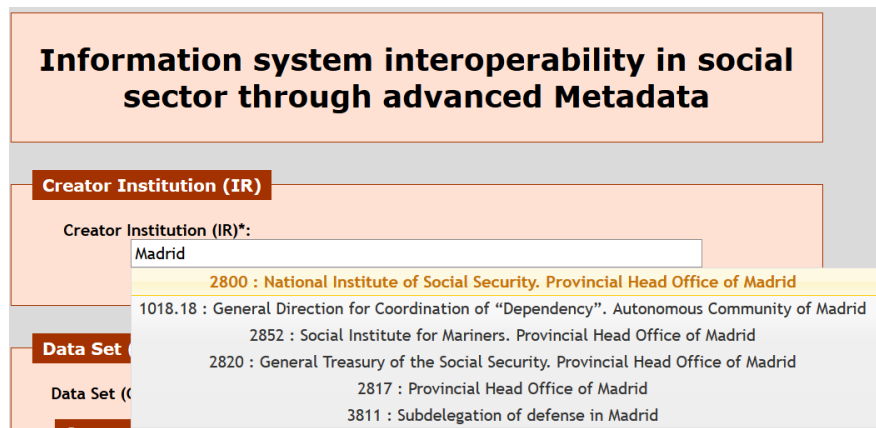 Information system interoperability in social
sector through advanced Metadata
Creator Institution (IR)
Creator Institution (IR)*:
Madrid
2800 : National Institute of Social Security. Provincial Head Office of Madrid
1018.18 : General Direction for Coordination of “Dependency”. Autonomous Community of Madrid
2852 : Social Institute for Mariners. Provincial Head Office of Madrid
Data Set (
2820 : General Treasury of the Social Security. Provincial Head Office of Madrid
Data Set (
2817 : Provincial Head Office of Madrid
3811 : Subdelegation of defense in Madrid